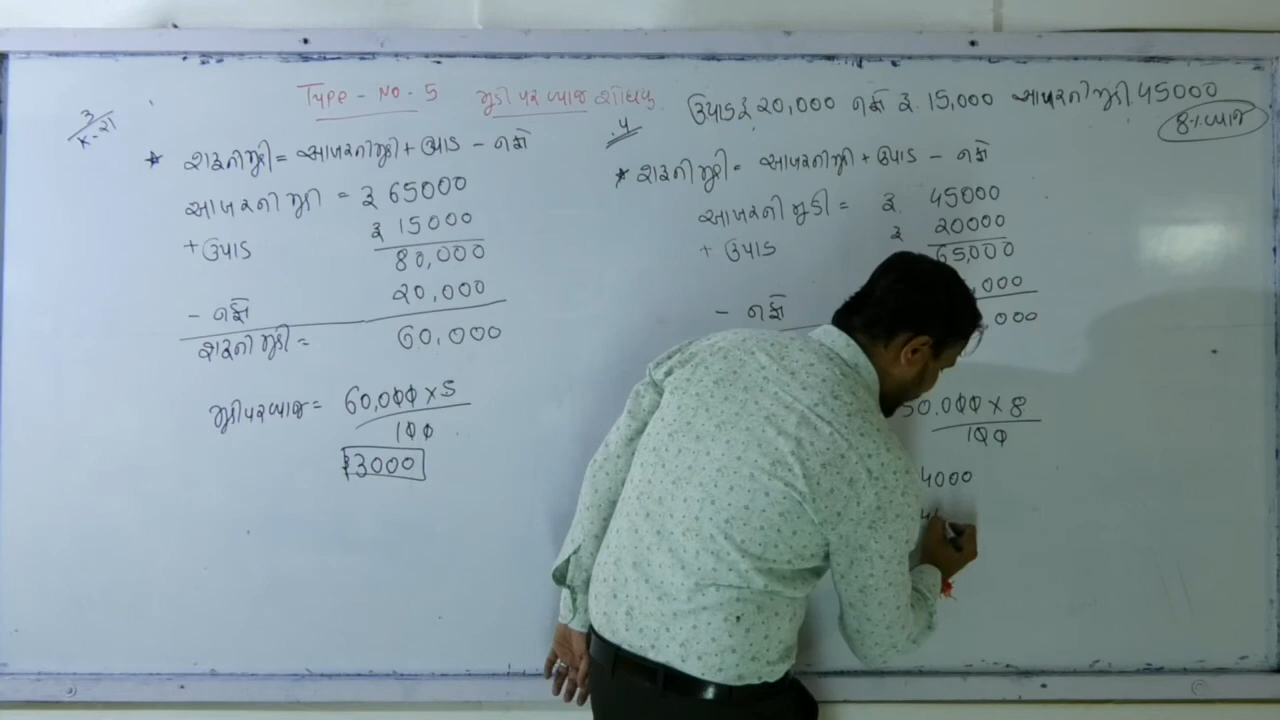 Type - No - 5 મૂડી પર વ્યાજ શોધવુ
ઉપાડ રૂ 20,000 નફો રૂ. 15,000 આખરની મૂડી. 45000
8% વ્યાજ
3
.4
* શરૂની મૂડી = આખરની મૂડી + ઉપાડ - નફો
આખરની મૂડી = રૂ 65000
+ ઉપાડ રૂ 15000
80,000
- નફો 20,000
શરૂની મૂડી = 60,000
મૂડી પર વ્યાજ = 60,000 × 5
100
રૂ 3000
* શરૂની મૂડી = આખરની મૂડી + ઉપાડ - નફો
આખરની મૂડી = રૂ. 45000
+ ઉપાડ રૂ 20000
65,000
- નફો ,000
000
50.000 × 8
100
4000